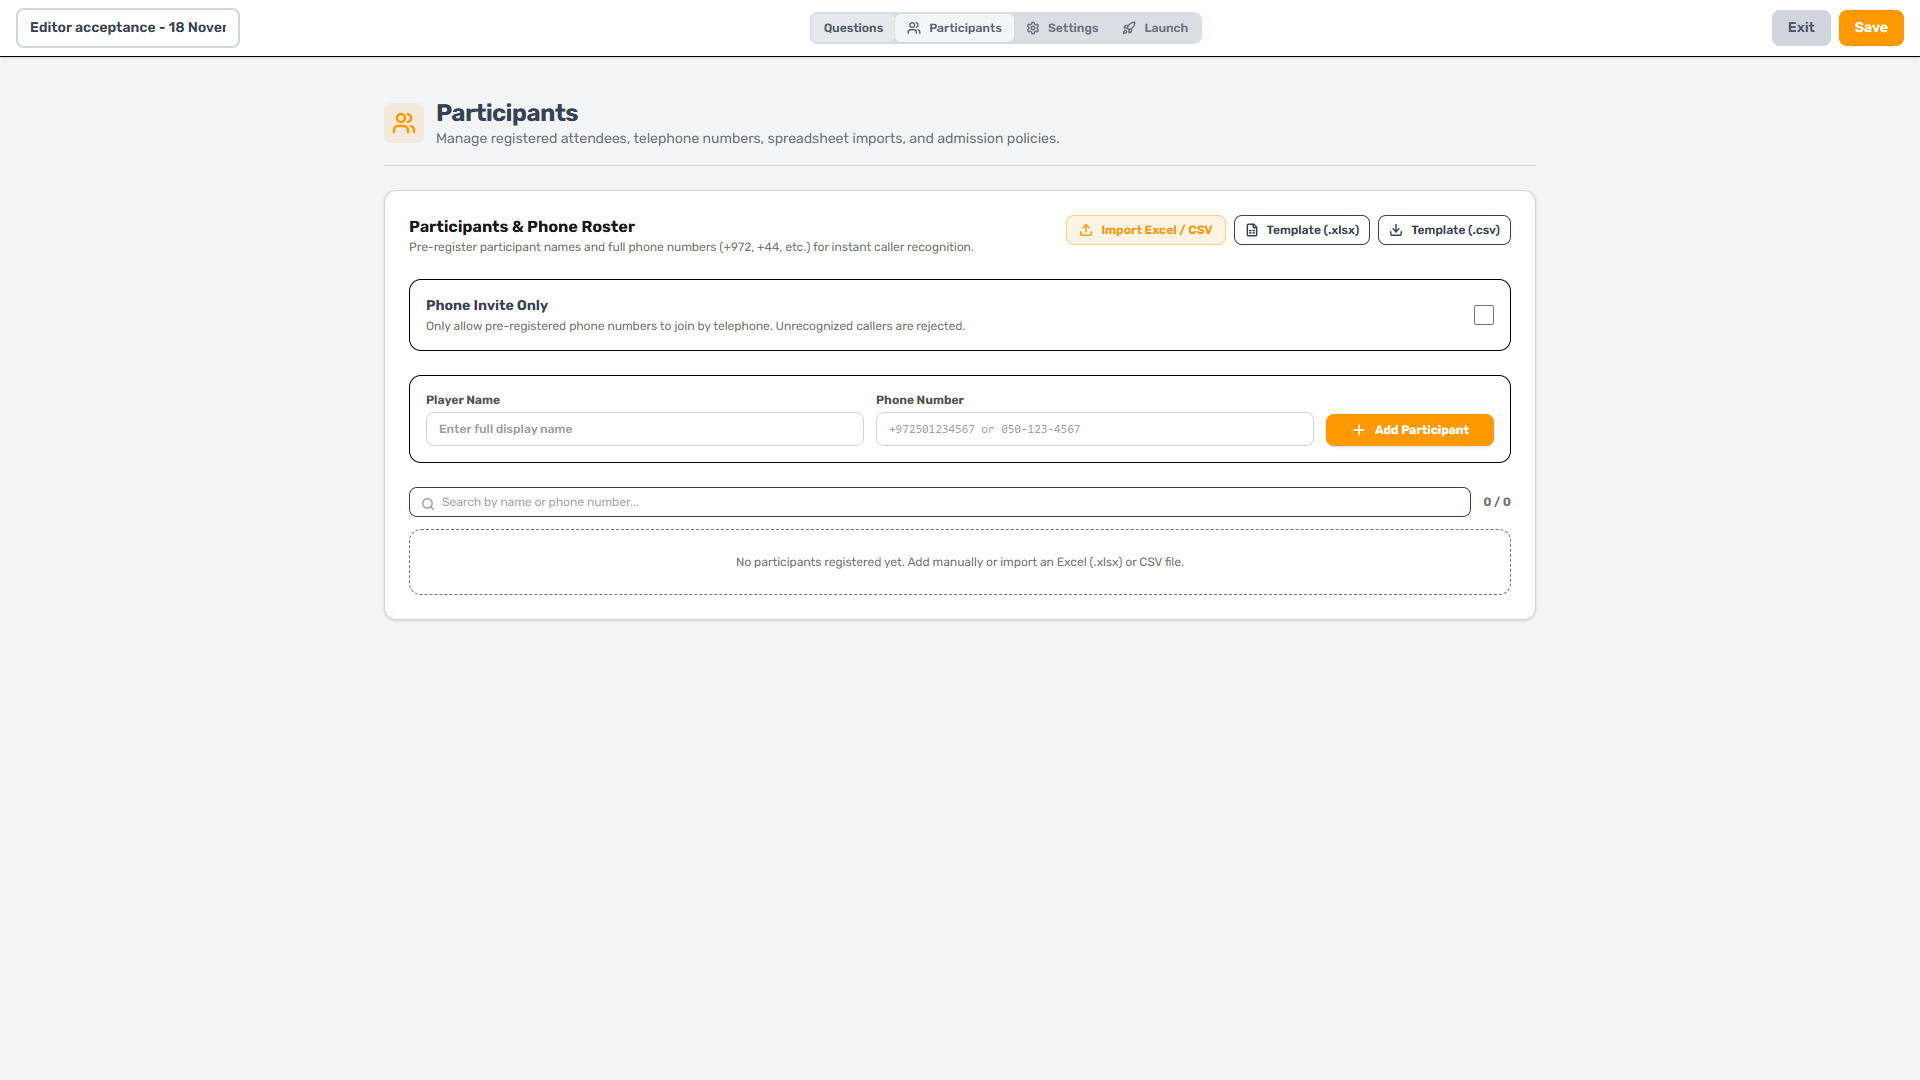 Editor acceptance - 18 Nover
Questions
Participants
Settings
Launch
Exit
Save
Participants
Manage registered attendees, telephone numbers, spreadsheet imports, and admission policies.
Participants & Phone Roster
Pre-register participant names and full phone numbers (+972, +44, etc.) for instant caller recognition.
Import Excel / CSV
Template (.xlsx)
Template (.csv)
Phone Invite Only
Only allow pre-registered phone numbers to join by telephone. Unrecognized callers are rejected.
Player Name
Phone Number
Enter full display name
+972501234567 or 050-123-4567
Add Participant
Search by name or phone number...
0 / 0
No participants registered yet. Add manually or import an Excel (.xlsx) or CSV file.